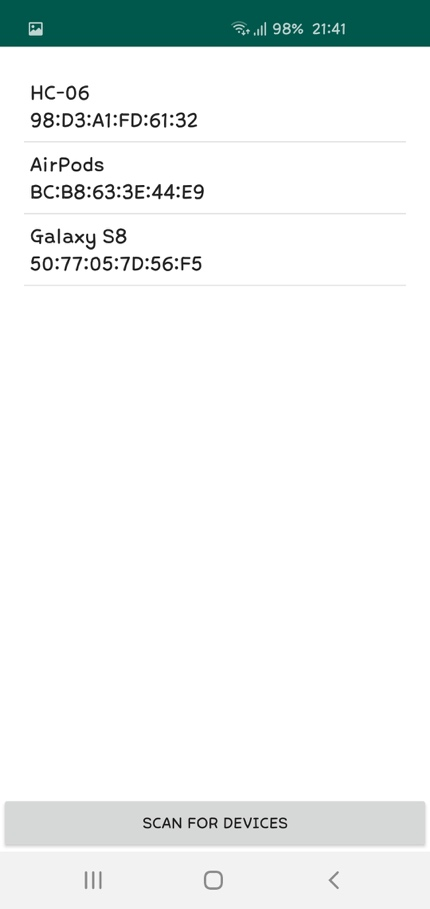 98% 21:41
HC-06
98:D3:A1:FD:61:32
AirPods
BC:B8:63:3E:44:E9
Galaxy S8
50:77:05:7D:56:F5
SCAN FOR DEVICES